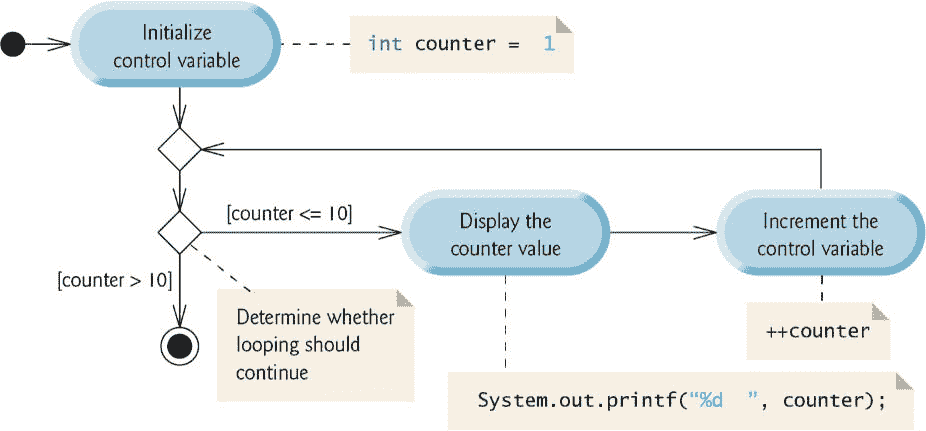 Initialize
control variable
int counter =  1
[counter <= 10]
Display the
counter value
Increment the
control variable
[counter > 10]
Determine whether
looping should
continue
++counter
System.out.printf(“%d  ”, counter);